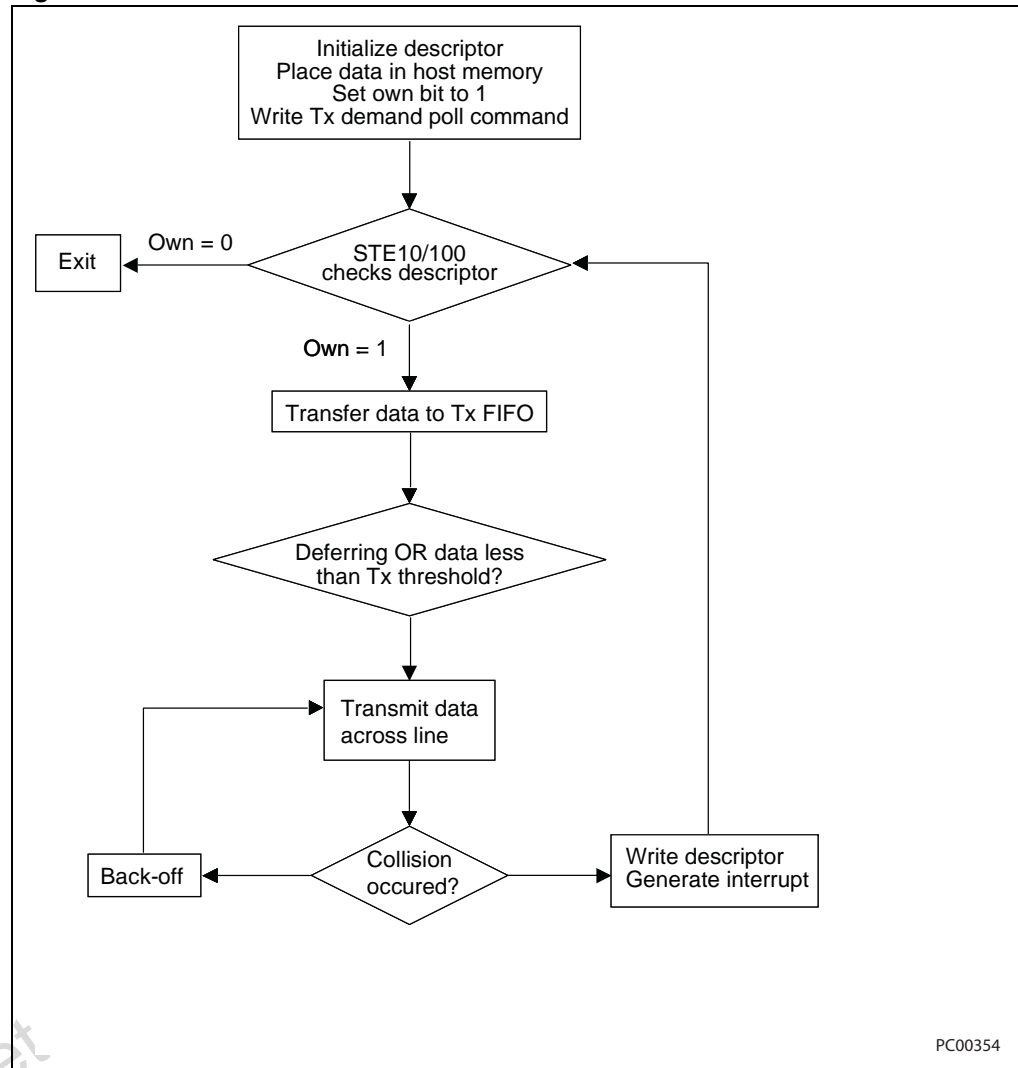 Initialize descriptor
Place data in host memory
Set own bit to 1
Write Tx demand poll command
Exit
Own = 0
STE10/100
checks descriptor
Own = 1
Transfer data to Tx FIFO
Deferring OR data less
than Tx threshold?
Transmit data
across line
Back-off
Collision
occured?
Write descriptor
Generate interrupt
PC00354